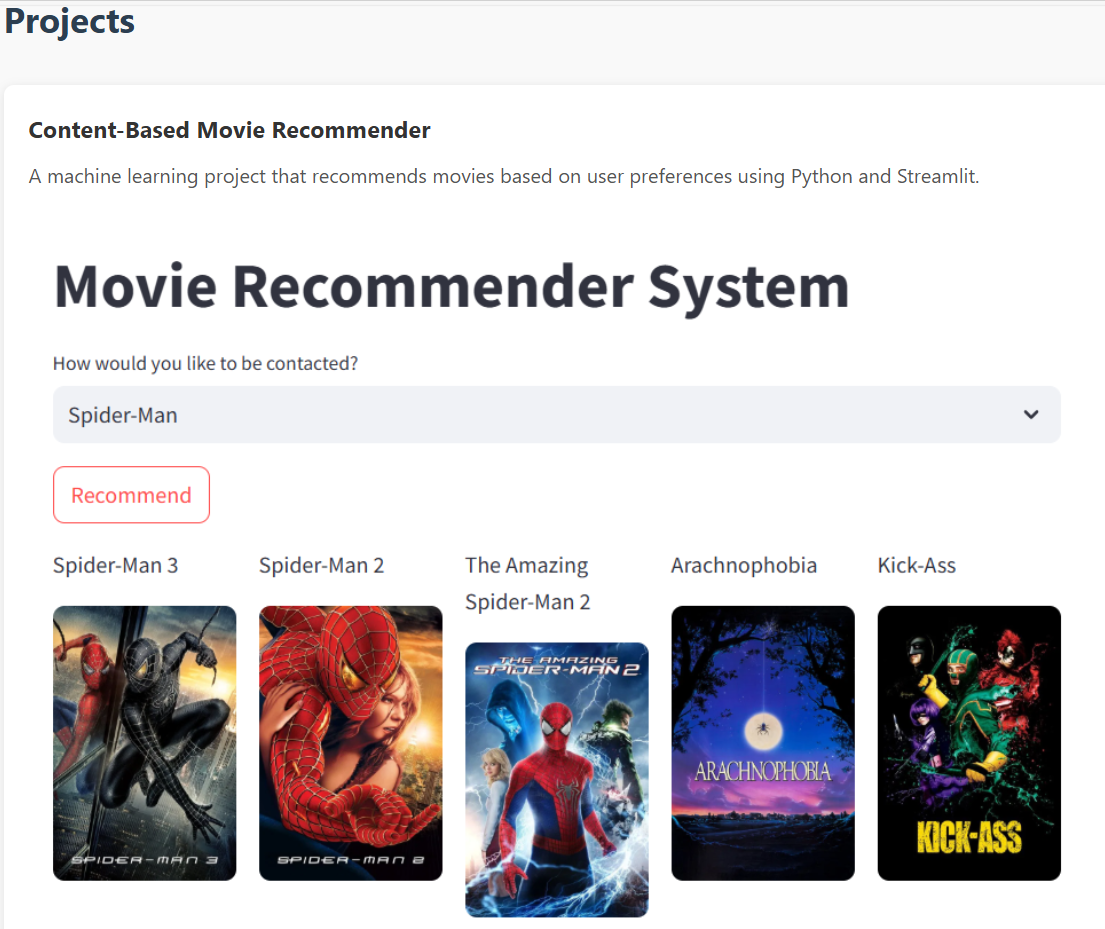 Projects
Content-Based Movie Recommender
A machine learning project that recommends movies based on user preferences using Python and Streamlit.
Movie Recommender System
How would you like to be contacted?
Spider-Man
Recommend
Spider-Man 3
Spider-Man 2
The Amazing
Spider-Man 2
Arachnophobia
Kick-Ass
SPIDER-MAN 3
SPIDER-MAN 2
THE AMAZING
SPIDER-MAN 2
ARACHNOPHOBIA
KICK-ASS